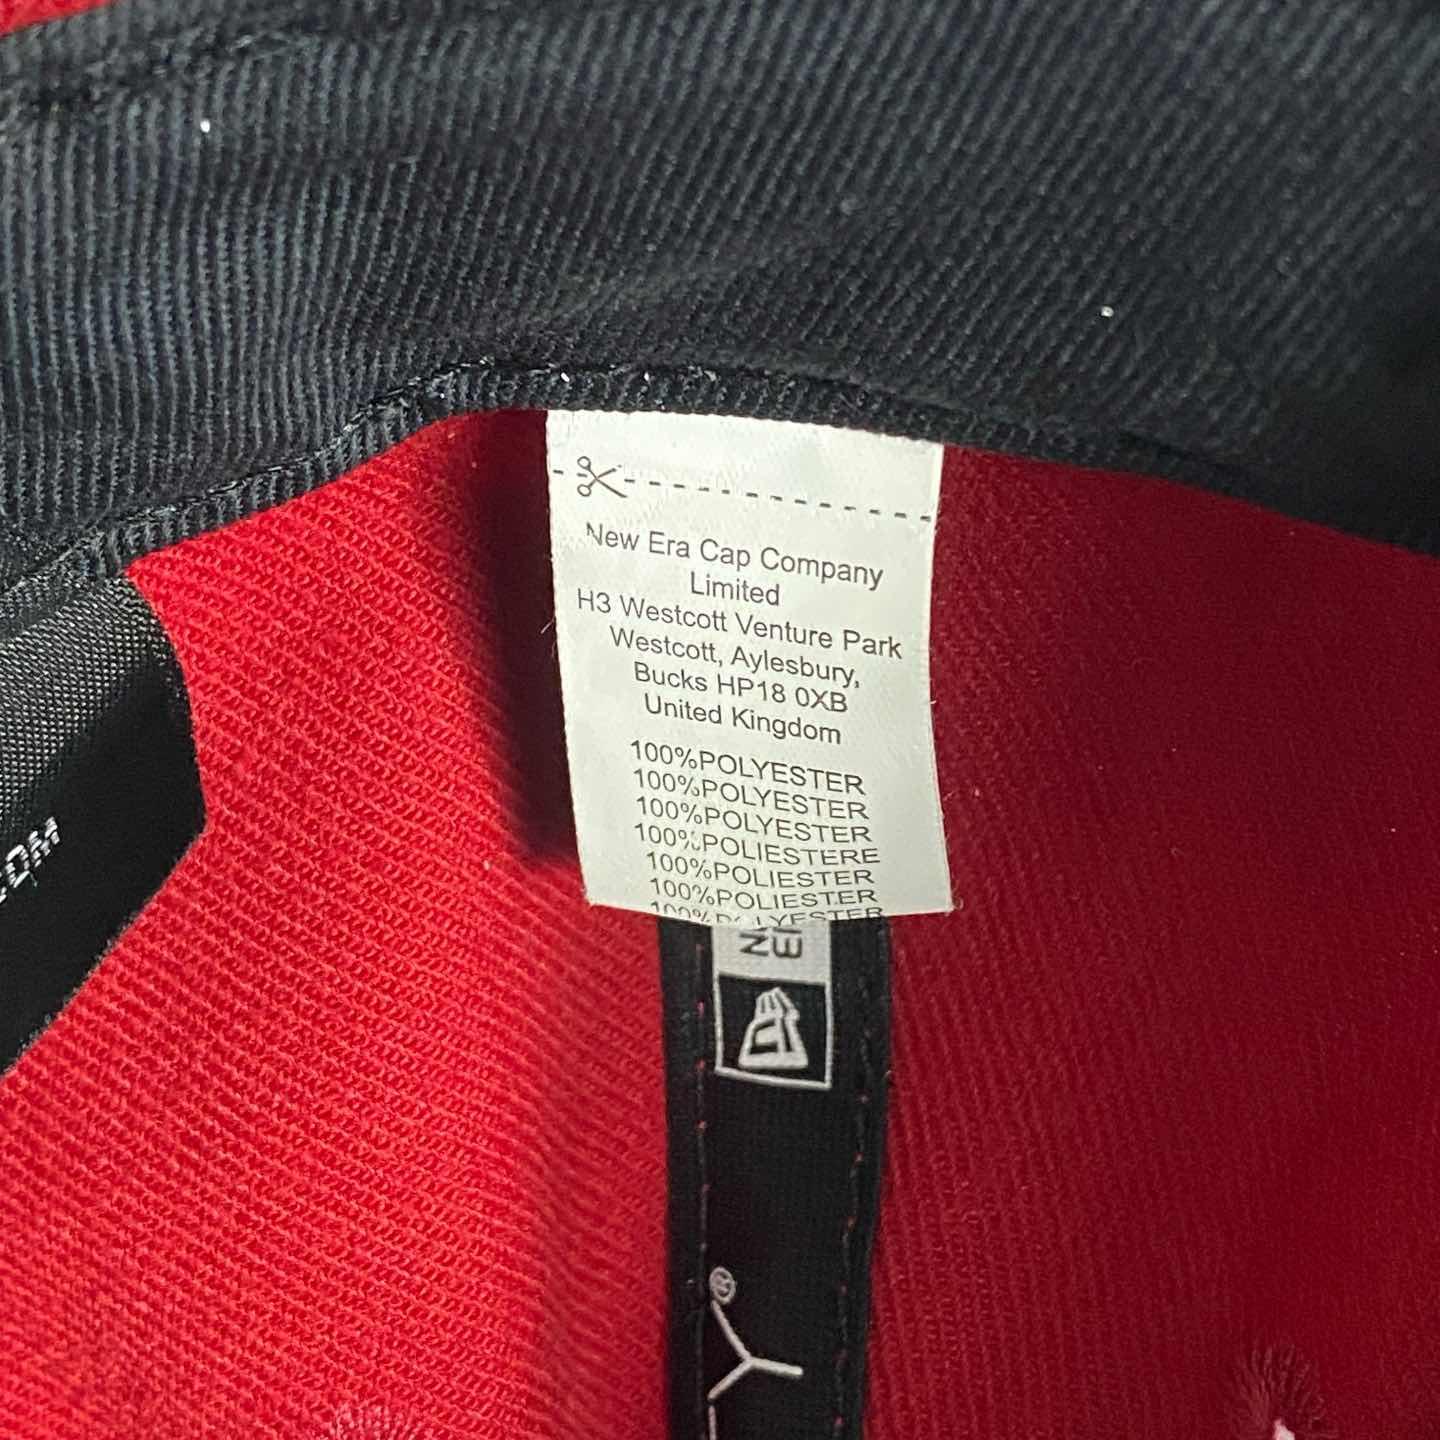 New Era Cap Company
Limited
H3 Westcott Venture Park
Westcott, Aylesbury,
Bucks HP18 0XB
United Kingdom
100%POLYESTER
100%POLYESTER
100%POLYESTER
100%POLIESTERE
100%POLIESTER
100%POLIESTER
100%POLYESTER